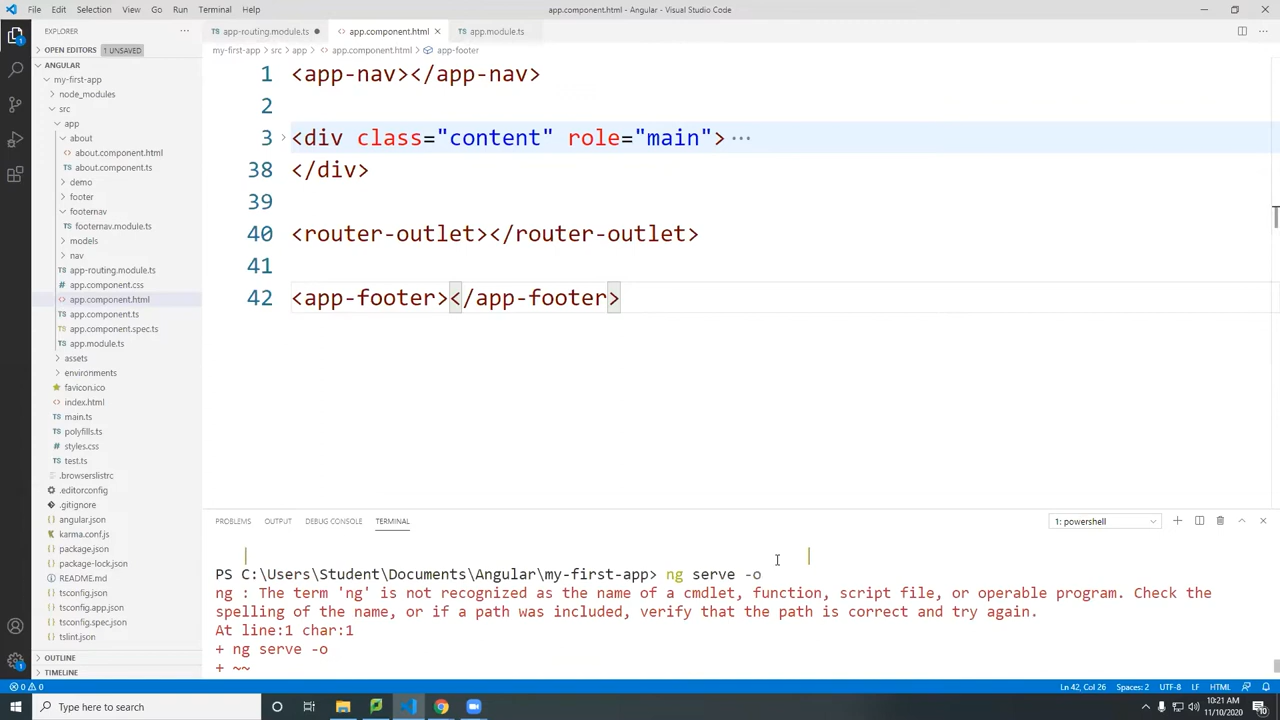 File Edit Selection View Go Run Terminal Help
app.component.html - Angular - Visual Studio Code
EXPLORER
OPEN EDITORS 1 UNSAVED
ANGULAR
my-first-app
node_modules
src
app
about
about.component.html
about.component.ts
demo
footer
footernav
footernav.module.ts
models
nav
app-routing.module.ts
app.component.css
app.component.html
app.component.ts
app.component.spec.ts
app.module.ts
assets
environments
favicon.ico
index.html
main.ts
polyfills.ts
styles.css
test.ts
.browserslistrc
.editorconfig
.gitignore
angular.json
karma.conf.js
package.json
package-lock.json
README.md
tsconfig.json
tsconfig.app.json
tsconfig.spec.json
tslint.json
OUTLINE
TIMELINE
TS app-routing.module.ts
<> app.component.html
TS app.module.ts
my-first-app > src > app > <> app.component.html > app-footer
1 <app-nav></app-nav>
2
3 <div class="content" role="main"> ...
38 </div>
39
40 <router-outlet></router-outlet>
41
42 <app-footer></app-footer>
PROBLEMS OUTPUT DEBUG CONSOLE TERMINAL
1: powershell
PS C:\Users\Student\Documents\Angular\my-first-app> ng serve -o
ng : The term 'ng' is not recognized as the name of a cmdlet, function, script file, or operable program. Check the
spelling of the name, or if a path was included, verify that the path is correct and try again.
At line:1 char:1
+ ng serve -o
+ ~~
0 0
Ln 42, Col 26 Spaces: 2 UTF-8 LF HTML
Type here to search
10:21 AM
11/10/2020